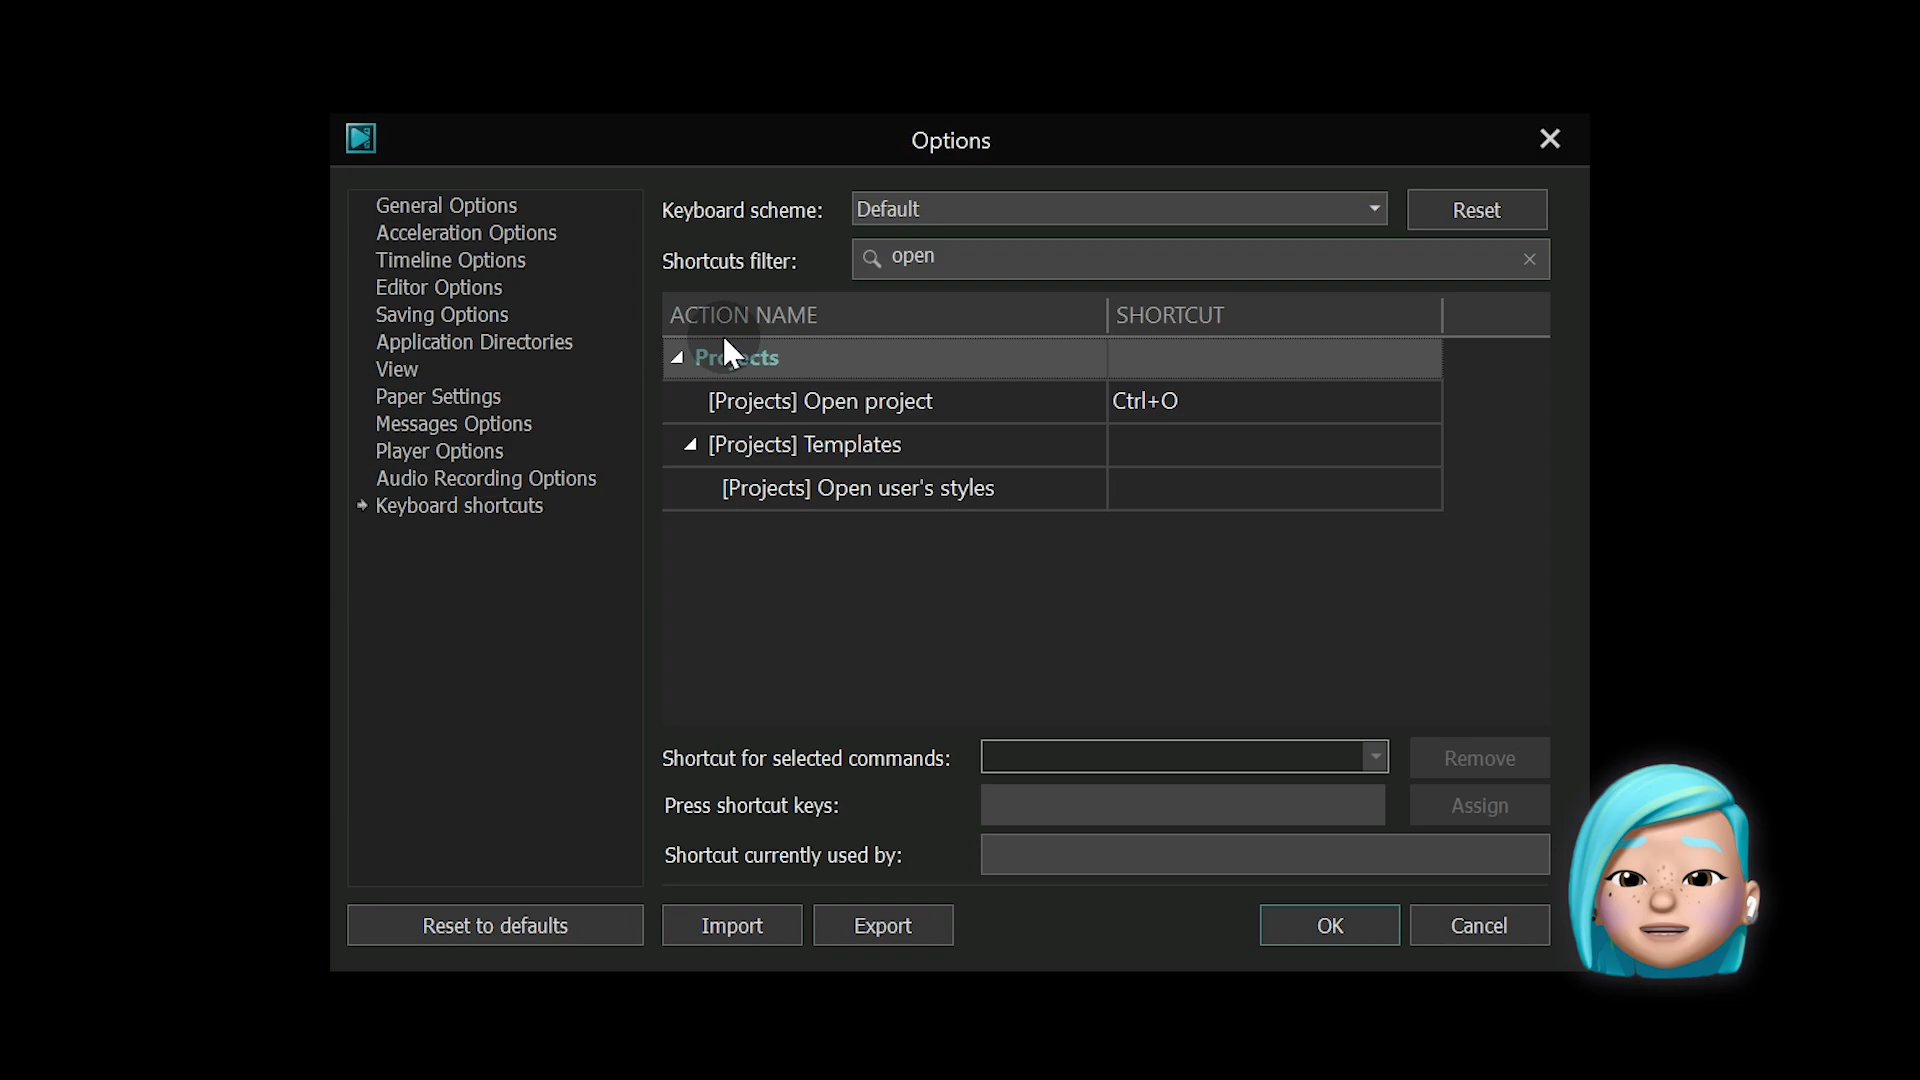 Options
General Options
Acceleration Options
Timeline Options
Editor Options
Saving Options
Application Directories
View
Paper Settings
Messages Options
Player Options
Audio Recording Options
Keyboard shortcuts
Keyboard scheme: Default Reset
Shortcuts filter: open
ACTION NAME SHORTCUT
Projects
[Projects] Open project Ctrl+O
[Projects] Templates
[Projects] Open user's styles
Shortcut for selected commands: Remove
Press shortcut keys: Assign
Shortcut currently used by:
Reset to defaults Import Export OK Cancel